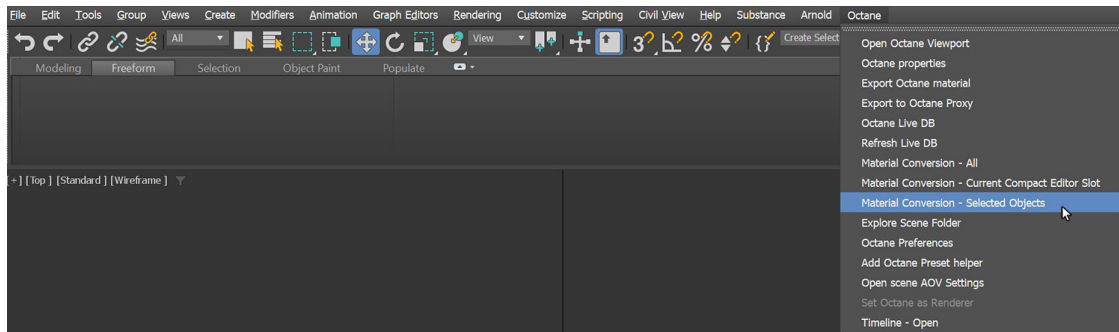 File Edit Tools Group Views Create Modifiers Animation Graph Editors Rendering Customize Scripting Civil View Help Substance Arnold Octane
All View Create Select
Modeling Freeform Selection Object Paint Populate
[+] [Top ] [Standard ] [Wireframe ]
Open Octane Viewport
Octane properties
Export Octane material
Export to Octane Proxy
Octane Live DB
Refresh Live DB
Material Conversion - All
Material Conversion - Current Compact Editor Slot
Material Conversion - Selected Objects
Explore Scene Folder
Octane Preferences
Add Octane Preset helper
Open scene AOV Settings
Set Octane as Renderer
Timeline - Open